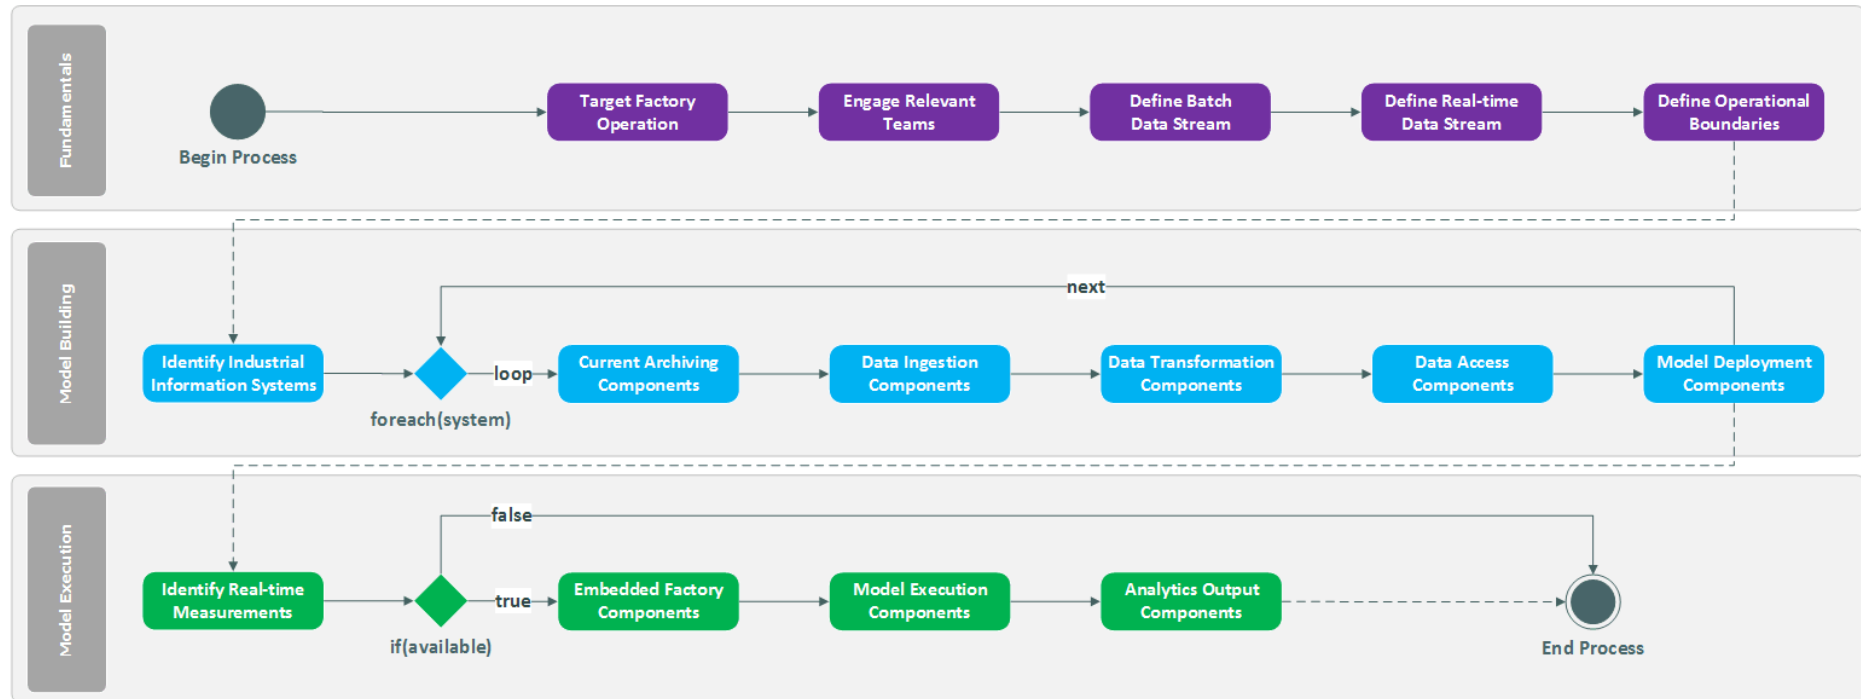 Fundamentals
Begin Process
Target Factory
Operation
Engage Relevant
Teams
Define Batch
Data Stream
Define Real-time
Data Stream
Define Operational
Boundaries
Model Building
next
Identify Industrial
Information Systems
foreach(system)
loop
Current Archiving
Components
Data Ingestion
Components
Data Transformation
Components
Data Access
Components
Model Deployment
Components
Model Execution
false
Identify Real-time
Measurements
if(available)
true
Embedded Factory
Components
Model Execution
Components
Analytics Output
Components
End Process